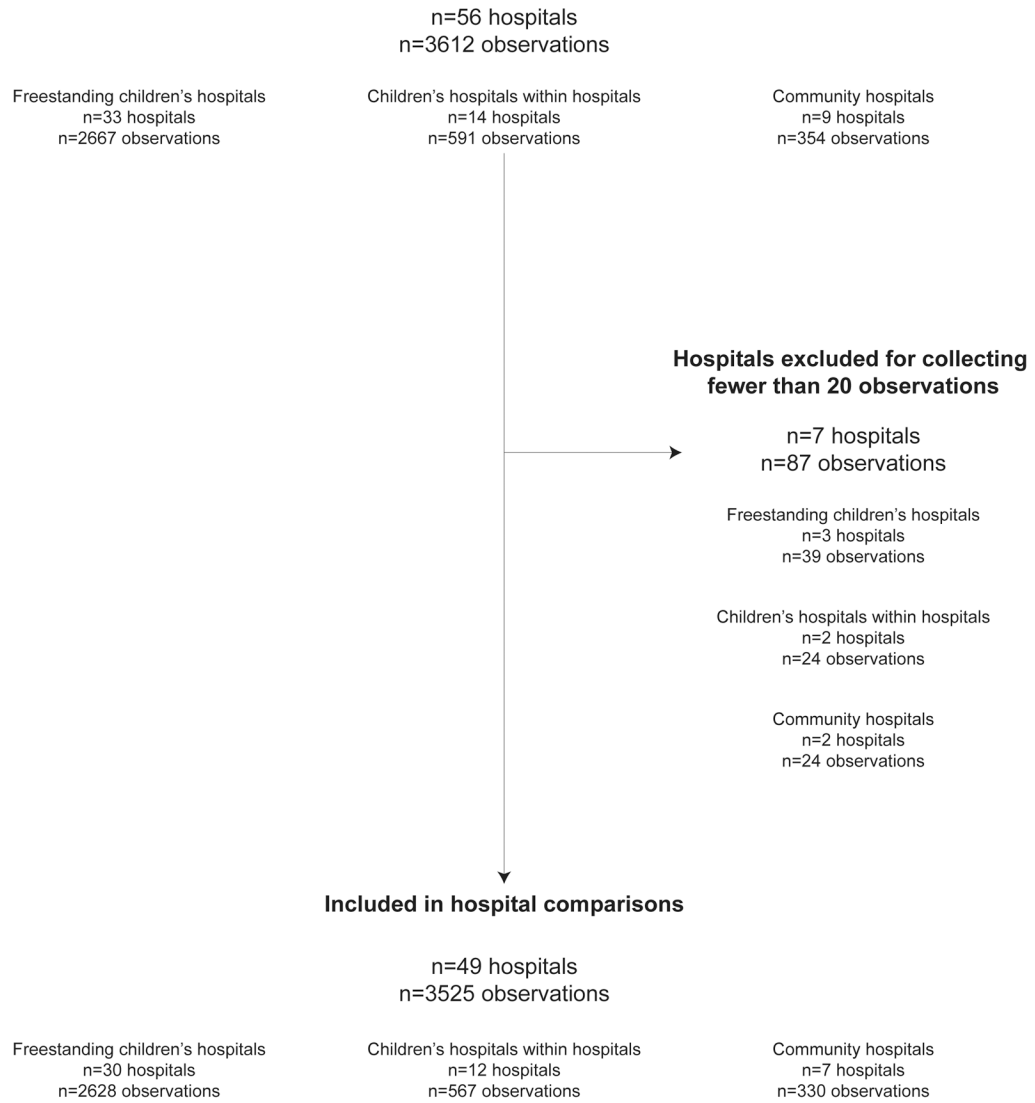 n=56 hospitals
n=3612 observations
Freestanding children’s hospitals
n=33 hospitals
n=2667 observations
Children’s hospitals within hospitals
n=14 hospitals
n=591 observations
Community hospitals
n=9 hospitals
n=354 observations
Hospitals excluded for collecting
fewer than 20 observations
n=7 hospitals
n=87 observations
Freestanding children’s hospitals
n=3 hospitals
n=39 observations
Children’s hospitals within hospitals
n=2 hospitals
n=24 observations
Community hospitals
n=2 hospitals
n=24 observations
Included in hospital comparisons
n=49 hospitals
n=3525 observations
Freestanding children’s hospitals
n=30 hospitals
n=2628 observations
Children’s hospitals within hospitals
n=12 hospitals
n=567 observations
Community hospitals
n=7 hospitals
n=330 observations